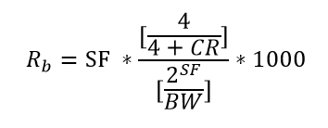 R_b = SF * [4 / 4 + CR] / [2^SF / BW] * 1000